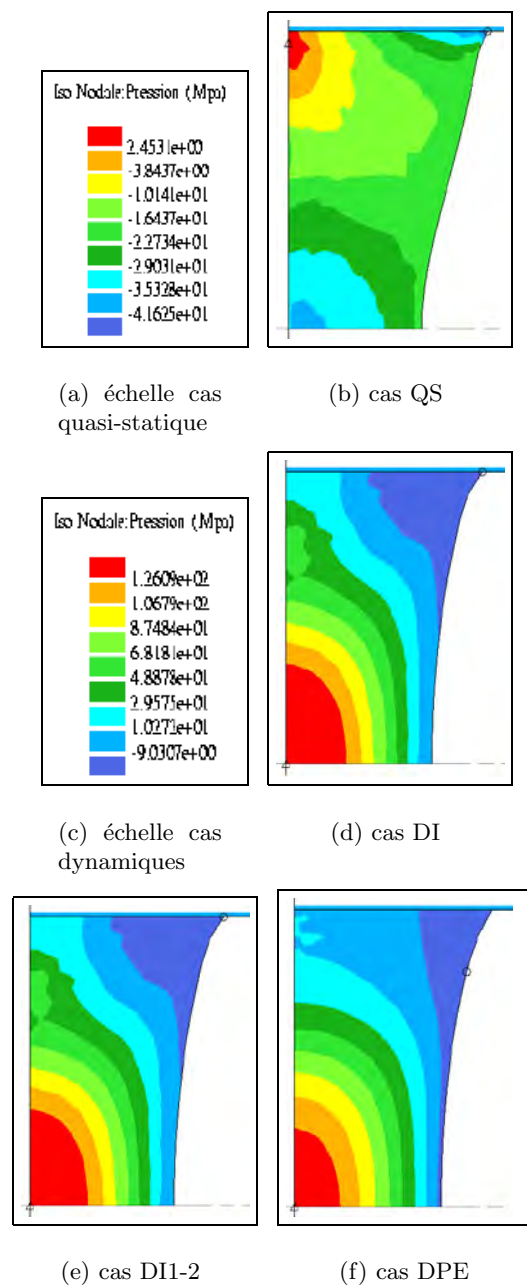 Iso Nodale:Pression (Mpa)
2.4531e+00
-3.8437e+00
-1.0141e+01
-1.6437e+01
-2.2734e+01
-2.9031e+01
-3.5328e+01
-4.1625e+01
(a) échelle cas
quasi-statique
(b) cas QS
Iso Nodale:Pression (Mpa)
1.2609e+02
1.0679e+02
8.7484e+01
6.8181e+01
4.8878e+01
2.9575e+01
1.0272e+01
-9.0307e+00
(c) échelle cas
dynamiques
(d) cas DI
(e) cas DI1-2
(f) cas DPE